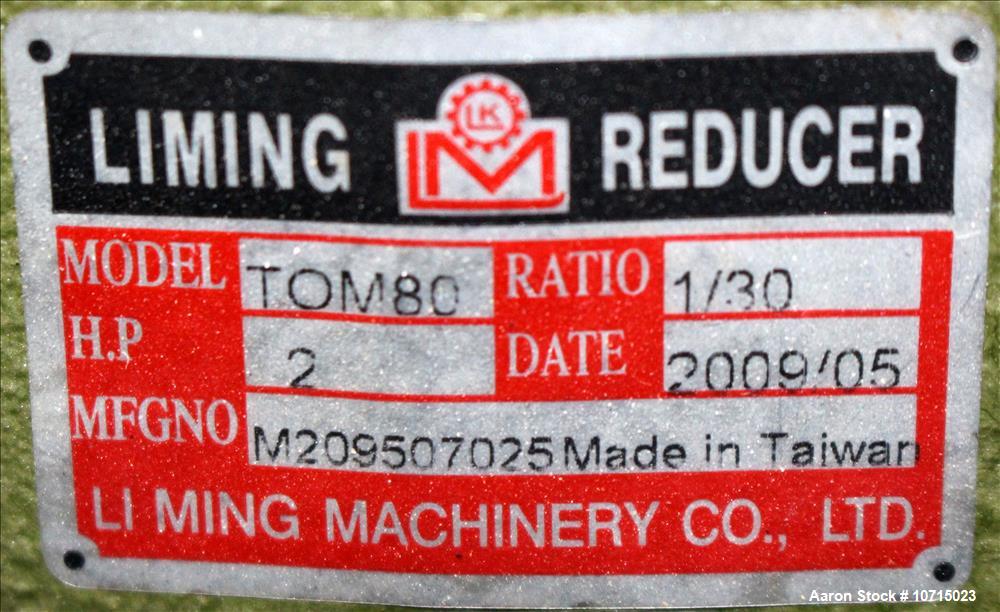 LIMING LK M REDUCER
MODEL TOM80 RATIO 1/30
H.P 2 DATE 2009/05
MFGNO M209507025 Made in Taiwan
LI MING MACHINERY CO., LTD.
Aaron Stock # 10715023